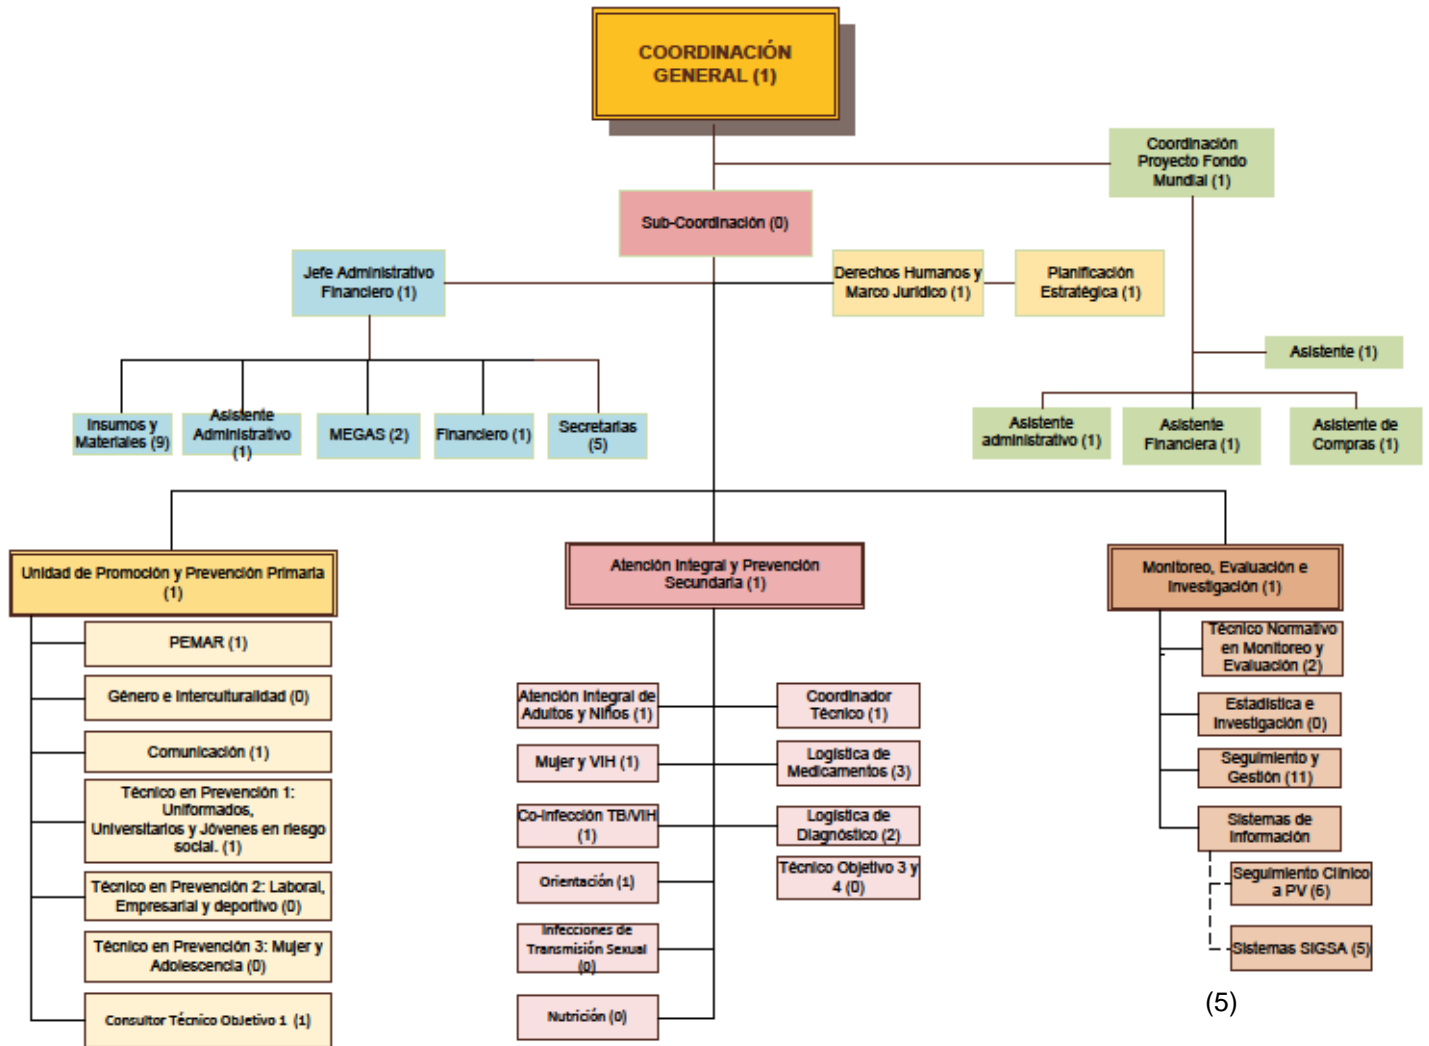 COORDINACIÓN
GENERAL (1)
Coordinación
Proyecto Fondo
Mundial (1)
Sub-Coordinación (0)
Jefe Administrativo
Financiero (1)
Derechos Humanos y
Marco Jurídico (1)
Planificación
Estratégica (1)
Asistente (1)
Insumos y
Materiales (9)
Asistente
Administrativo
(1)
MEGAS (2)
Financiero (1)
Secretarias
(5)
Asistente
administrativo (1)
Asistente
Financiera (1)
Asistente de
Compras (1)
Unidad de Promoción y Prevención Primaria
(1)
Atención Integral y Prevención
Secundaria (1)
Monitoreo, Evaluación e
Investigación (1)
PEMAR (1)
Género e Interculturalidad (0)
Comunicación (1)
Técnico en Prevención 1:
Uniformados,
Universitarios y Jóvenes en riesgo
social. (1)
Técnico en Prevención 2: Laboral,
Empresarial y deportivo (0)
Técnico en Prevención 3: Mujer y
Adolescencia (0)
Consultor Técnico Objetivo 1 (1)
Atención Integral de
Adultos y Niños (1)
Mujer y VIH (1)
Co-Infección TB/VIH
(1)
Orientación (1)
Infecciones de
Transmisión Sexual
(0)
Nutrición (0)
Coordinador
Técnico (1)
Logística de
Medicamentos (3)
Logística de
Diagnóstico (2)
Técnico Objetivo 3 y
4 (0)
Técnico Normativo
en Monitoreo y
Evaluación (2)
Estadística e
Investigación (0)
Seguimiento y
Gestión (11)
Sistemas de
Información
Seguimiento Clínico
a PV (6)
Sistemas SIGSA (5)
(5)